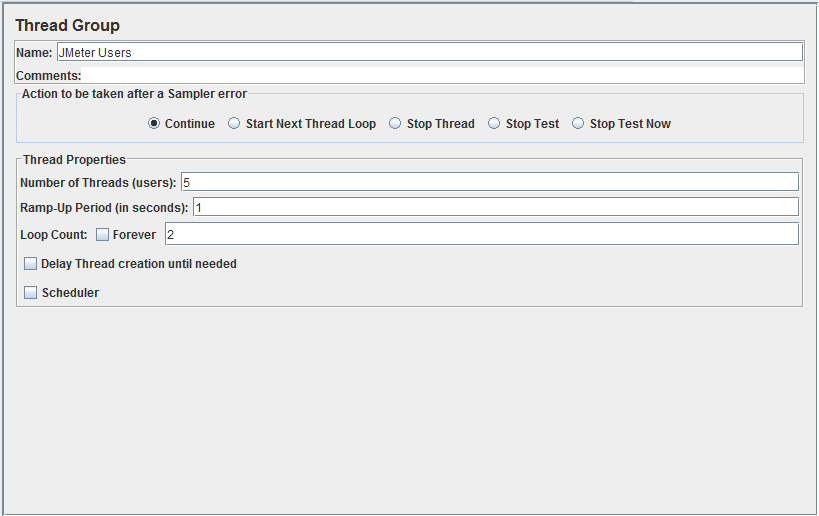 Thread Group
Name: JMeter Users
Comments:
Action to be taken after a Sampler error
Continue Start Next Thread Loop Stop Thread Stop Test Stop Test Now
Thread Properties
Number of Threads (users): 5
Ramp-Up Period (in seconds): 1
Loop Count: Forever 2
Delay Thread creation until needed
Scheduler